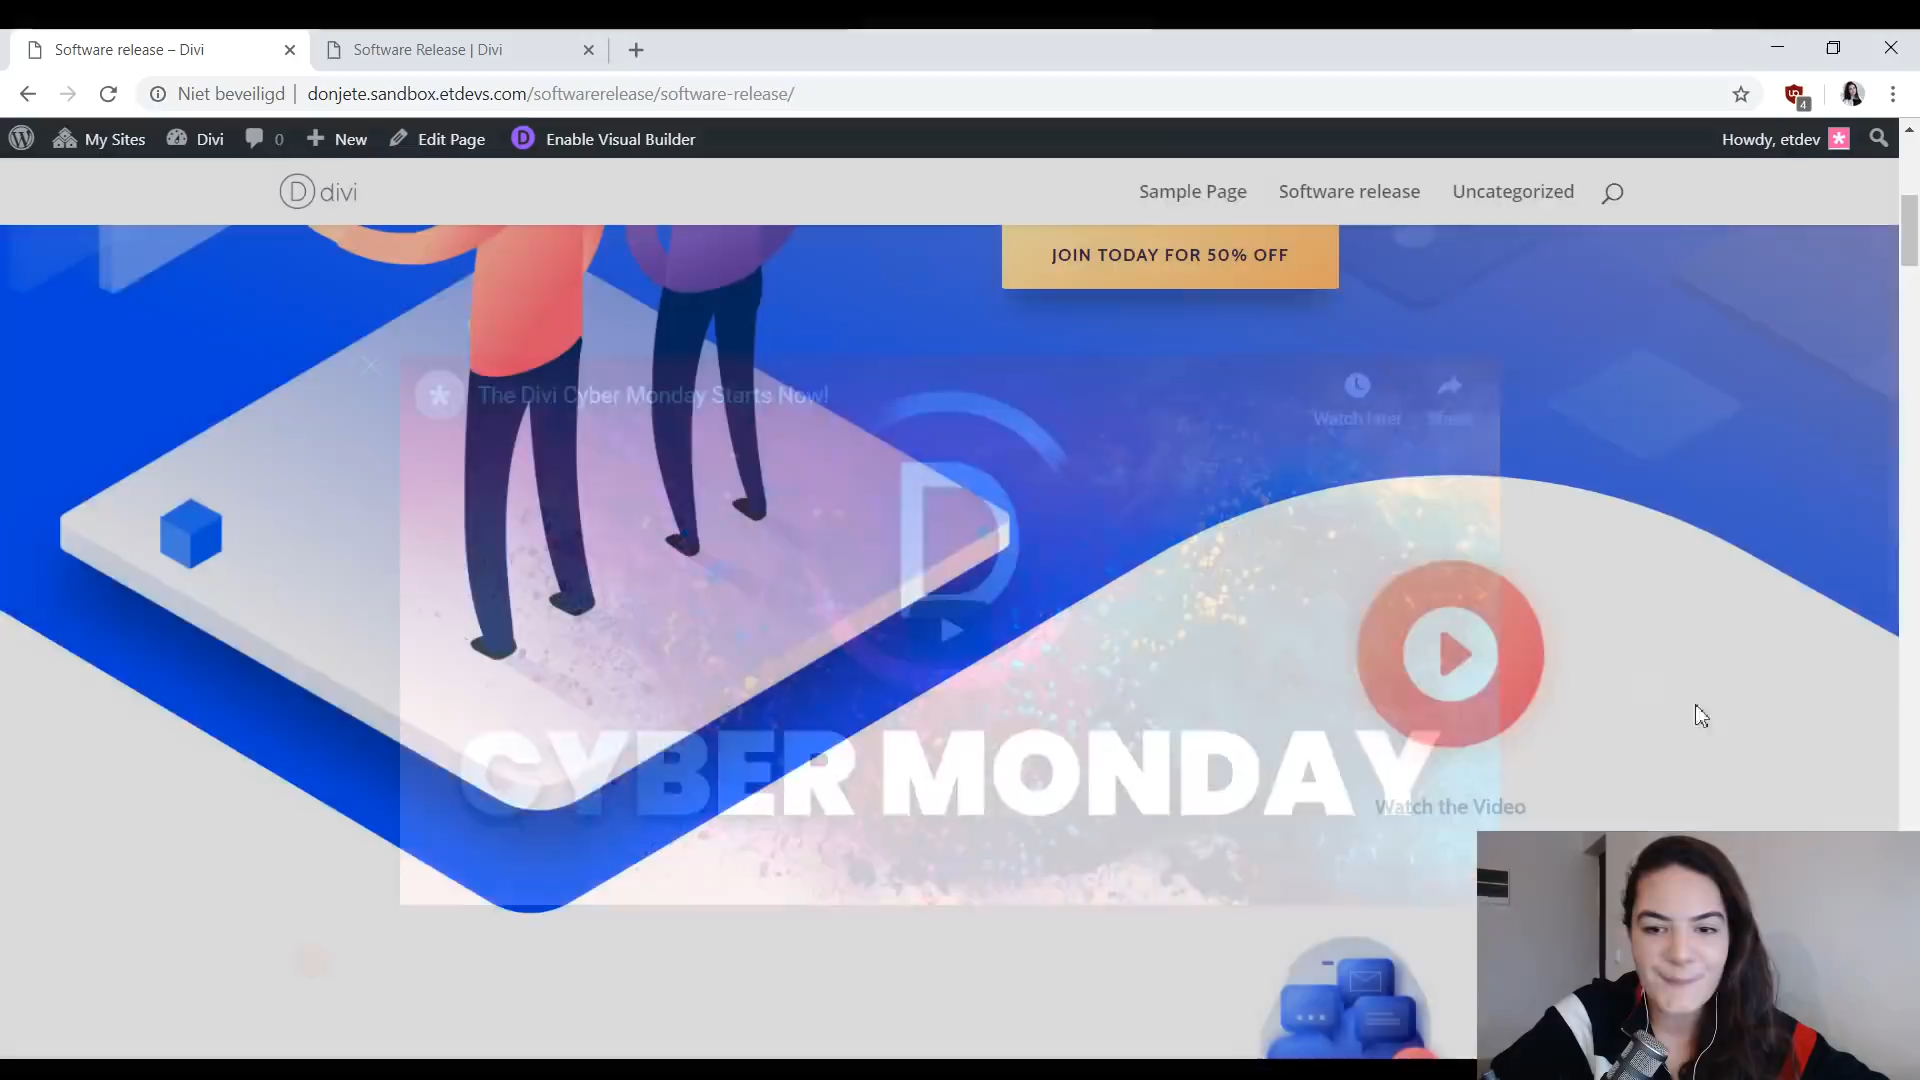 Software release – Divi
Software Release | Divi
Niet beveiligd
donjete.sandbox.etdevs.com/softwarerelease/software-release/
4
My Sites
Divi
0
New
Edit Page
D
Enable Visual Builder
Howdy, etdev
D divi
Sample Page
Software release
Uncategorized
JOIN TODAY FOR 50% OFF
The Divi Cyber Monday Starts Now!
Watch later
Share
D
CYBER MONDAY
Watch the Video